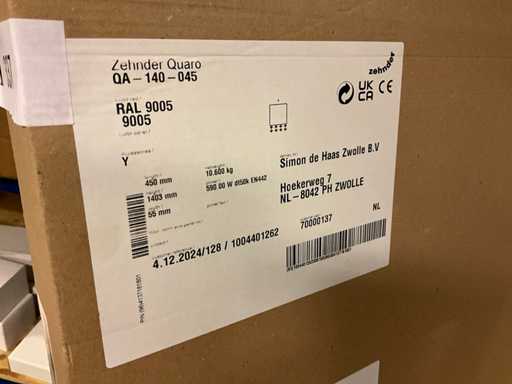 Zehnder Quaro
QA-140-045
zehnder
UK
CA
CE
RAL 9005
9005
Y
450 mm
1403 mm
55 mm
10.600 kg
590.00 W dt50k EN442
Simon de Haas Zwolle B.V
Hoekerweg 7
NL-8042 PH ZWOLLE
NL
70000137
4.12.2024/128 / 1004401262